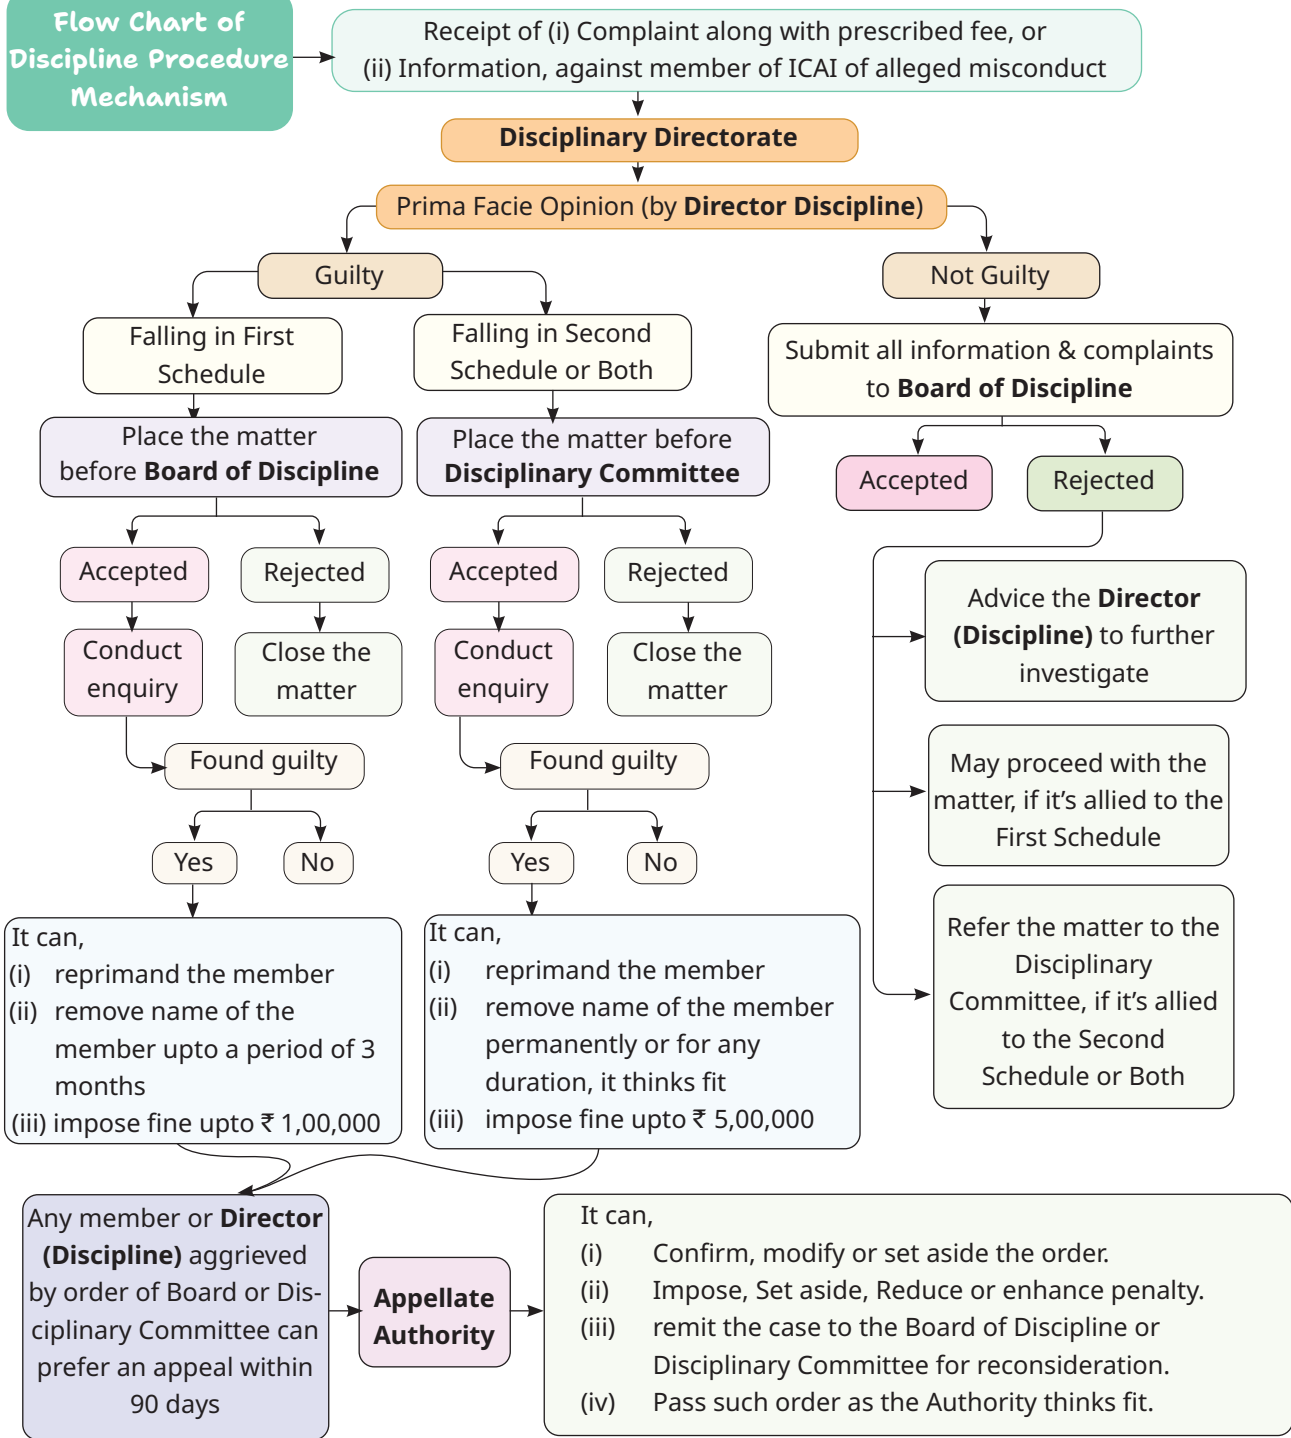 Flow Chart of
Discipline Procedure
Mechanism
Receipt of (i) Complaint along with prescribed fee, or
(ii) Information, against member of ICAI of alleged misconduct
Disciplinary Directorate
Prima Facie Opinion (by Director Discipline)
Guilty
Not Guilty
Falling in First
Schedule
Falling in Second
Schedule or Both
Submit all information & complaints
to Board of Discipline
Place the matter
before Board of Discipline
Place the matter before
Disciplinary Committee
Accepted
Rejected
Accepted
Rejected
Accepted
Rejected
Conduct
enquiry
Close the
matter
Conduct
enquiry
Close the
matter
Advice the Director
(Discipline) to further
investigate
Found guilty
Found guilty
May proceed with the
matter, if it’s allied to the
First Schedule
Yes
No
Yes
No
Refer the matter to the
Disciplinary
Committee, if it’s allied
to the Second
Schedule or Both
It can,
(i) reprimand the member
(ii) remove name of the
member upto a period of 3
months
(iii) impose fine upto ₹ 1,00,000
It can,
(i) reprimand the member
(ii) remove name of the member
permanently or for any
duration, it thinks fit
(iii) impose fine upto ₹ 5,00,000
Any member or Director
(Discipline) aggrieved
by order of Board or Dis-
ciplinary Committee can
prefer an appeal within
90 days
Appellate
Authority
It can,
(i) Confirm, modify or set aside the order.
(ii) Impose, Set aside, Reduce or enhance penalty.
(iii) remit the case to the Board of Discipline or
Disciplinary Committee for reconsideration.
(iv) Pass such order as the Authority thinks fit.